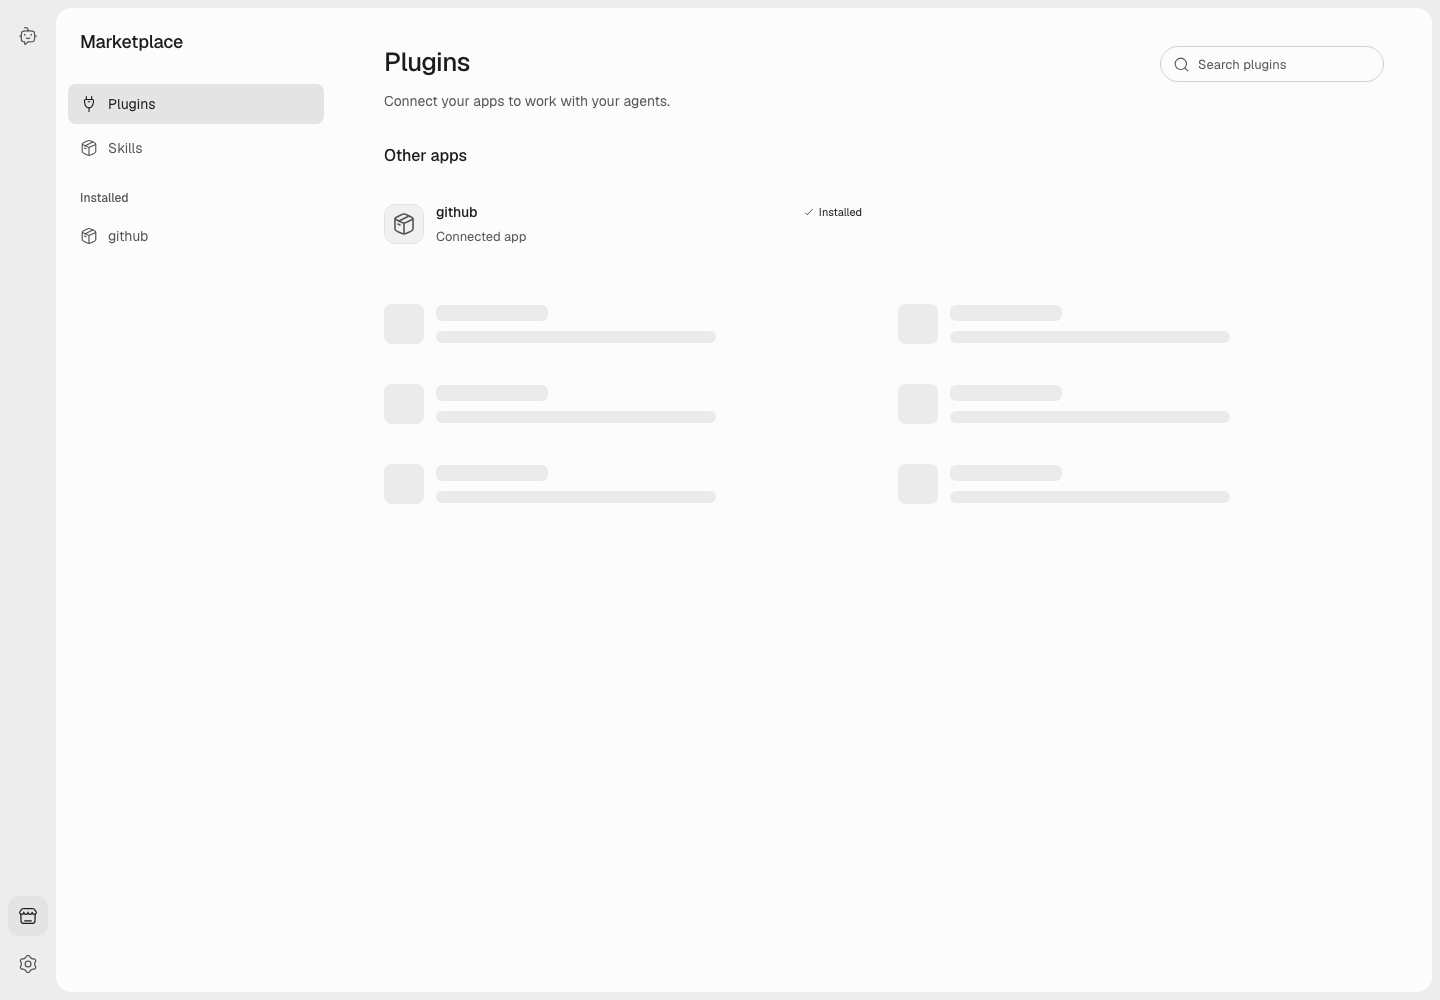 Marketplace
Plugins
Skills
Installed
github
Plugins
Search plugins
Connect your apps to work with your agents.
Other apps
github
Installed
Connected app